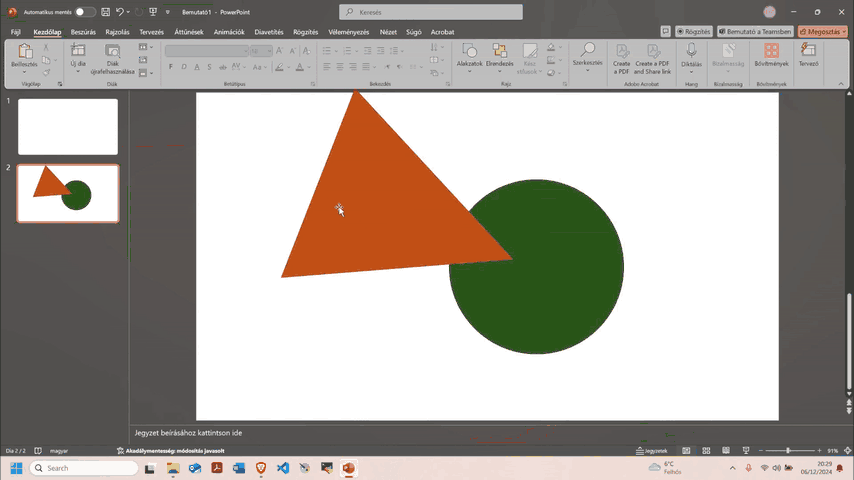 Automatikus mentés
Bemutató1 - PowerPoint
Keresés
Fájl Kezdőlap Beszúrás Rajzolás Tervezés Áttűnések Animációk Diavetítés Rögzítés Véleményezés Nézet Súgó Acrobat
Rögzítés Bemutató a Teamsben Megosztás
Beillesztés Új dia Diák újrafelhasználása
F D A S
Alakzatok Elrendezés Kész stílusok Szerkesztés
Create a PDF Create a PDF and Share link
Diktálás Bizalmasság Bővítmények Tervező
Vágólap Diák Betűtípus Bekezdés Rajz Adobe Acrobat Hang Bizalmasság Bővítmények
1
2
Jegyzet beírásához kattintson ide
Dia 2 / 2 magyar Akadálymentesség: módosítás javasolt Jegyzetek 91%
Search
6°C
Felhős
20:29
06/12/2024